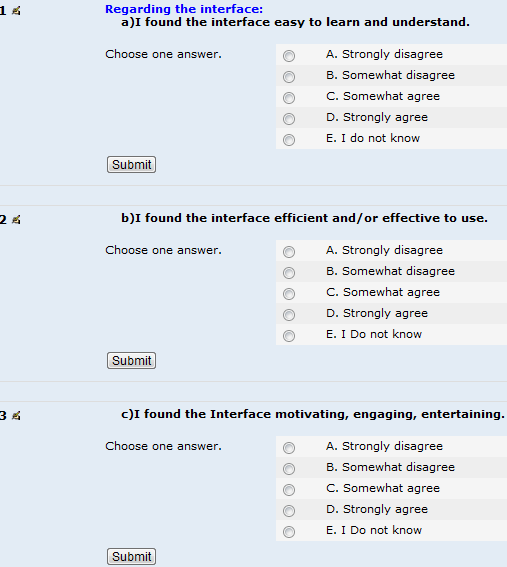 1 Regarding the interface:
a)I found the interface easy to learn and understand.
Choose one answer.
A. Strongly disagree
B. Somewhat disagree
C. Somewhat agree
D. Strongly agree
E. I do not know
Submit
2 b)I found the interface efficient and/or effective to use.
Choose one answer.
A. Strongly disagree
B. Somewhat disagree
C. Somewhat agree
D. Strongly agree
E. I Do not know
Submit
3 c)I found the Interface motivating, engaging, entertaining.
Choose one answer.
A. Strongly disagree
B. Somewhat disagree
C. Somewhat agree
D. Strongly agree
E. I Do not know
Submit